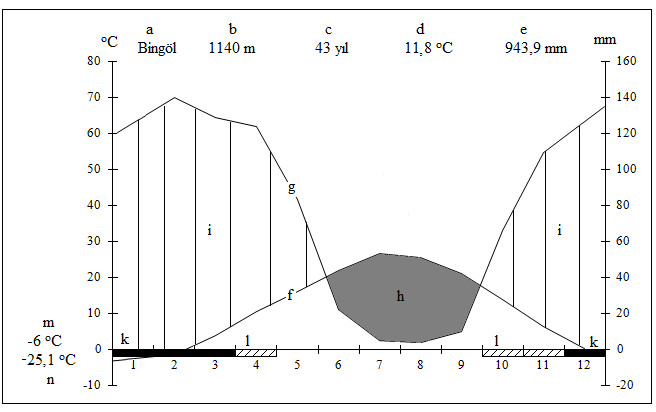 a b c d e
°C Bingöl 1140 m 43 yıl 11,8 °C 943,9 mm mm
80 160
70 140
60 120
50 100
g
40 80
i i
30 60
f h
20 40
10 20
m
k l l k
-6 °C 0 0
-25,1 °C 1 2 3 4 5 6 7 8 9 10 11 12
n -10 -20